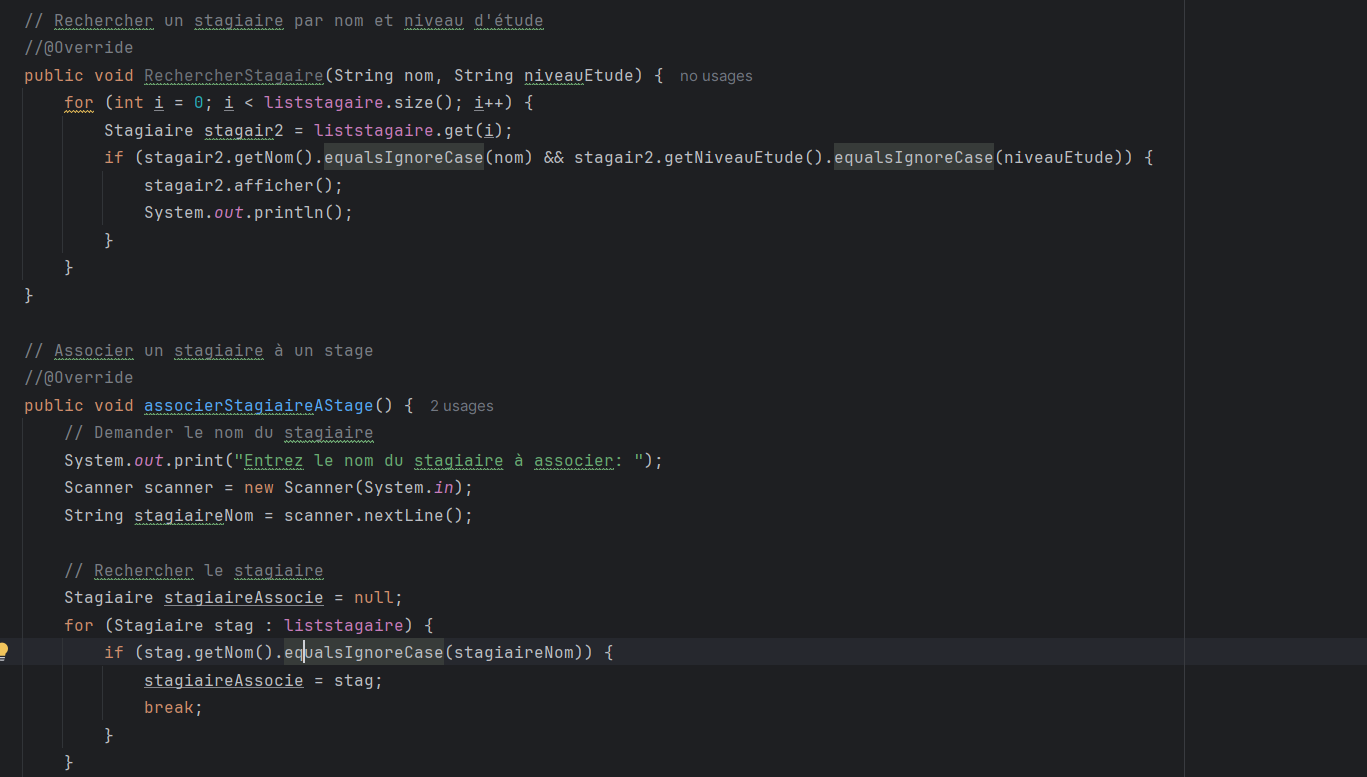 // Rechercher un stagiaire par nom et niveau d'étude
//@Override
public void RechercherStagaire(String nom, String niveauEtude) {  no usages
    for (int i = 0; i < liststagaire.size(); i++) {
        Stagiaire stagair2 = liststagaire.get(i);
        if (stagair2.getNom().equalsIgnoreCase(nom) && stagair2.getNiveauEtude().equalsIgnoreCase(niveauEtude)) {
            stagair2.afficher();
            System.out.println();
        }
    }
}
// Associer un stagiaire à un stage
//@Override
public void associerStagiaireAStage() {  2 usages
    // Demander le nom du stagiaire
    System.out.print("Entrez le nom du stagiaire à associer: ");
    Scanner scanner = new Scanner(System.in);
    String stagiaireNom = scanner.nextLine();
    // Rechercher le stagiaire
    Stagiaire stagiaireAssocie = null;
    for (Stagiaire stag : liststagaire) {
        if (stag.getNom().equalsIgnoreCase(stagiaireNom)) {
            stagiaireAssocie = stag;
            break;
        }
    }